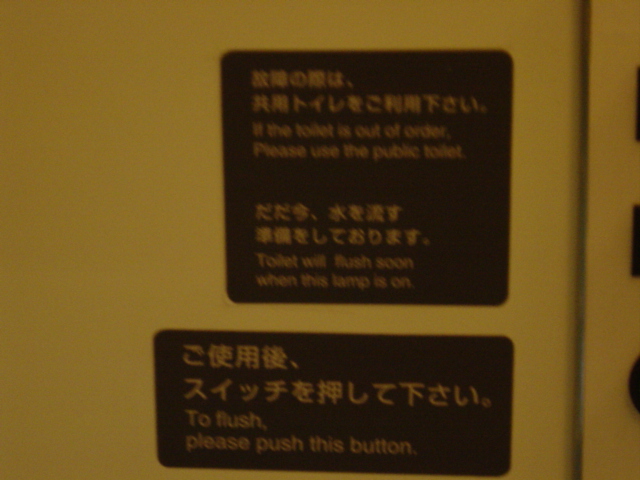 故障の際は、
共用トイレをご利用下さい。
If the toilet is out of order,
Please use the public toilet.
だだ今、水を流す
準備をしております。
Toilet will flush soon
when this lamp is on.
ご使用後、
スイッチを押して下さい。
To flush,
please push this button.